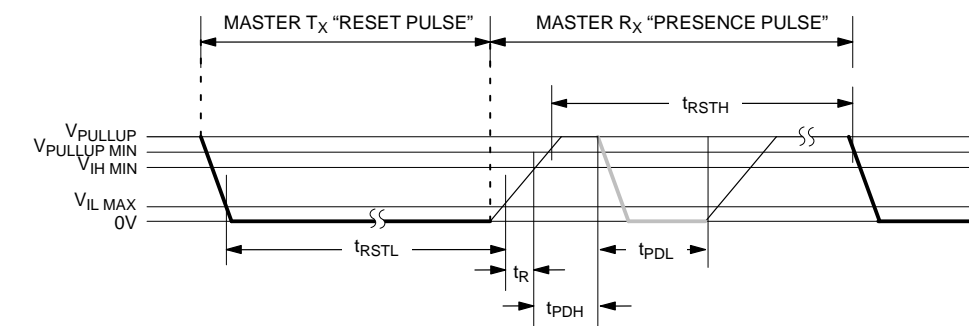 MASTER TX “RESET PULSE” MASTER RX “PRESENCE PULSE”
tRSTH
VPULLUP
VPULLUP MIN
VIH MIN
VIL MAX
0V
tRSTL
tR
tPDL
tPDH